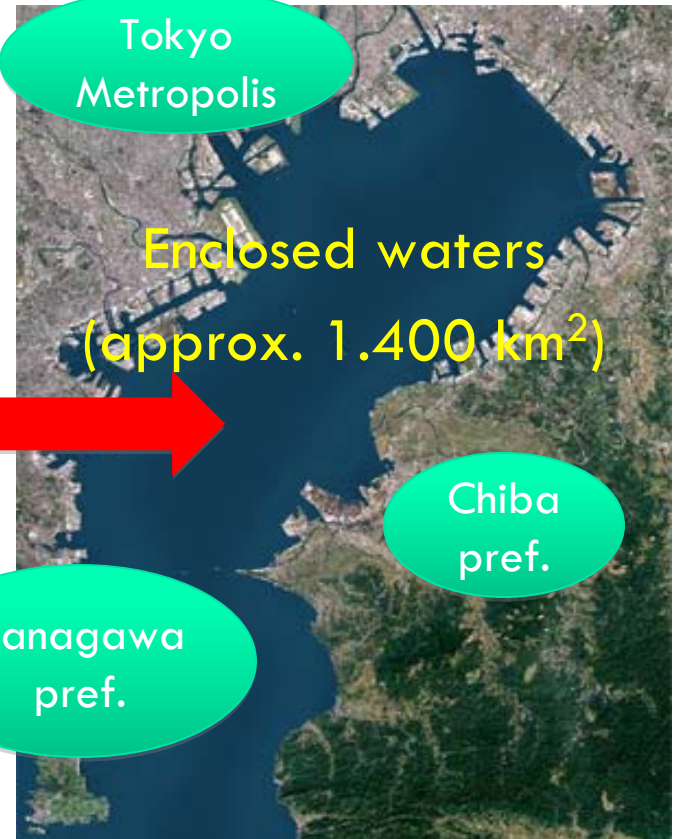 Tokyo
Metropolis
Enclosed waters
(approx. 1.400 km²)
Chiba
pref.
anagawa
pref.